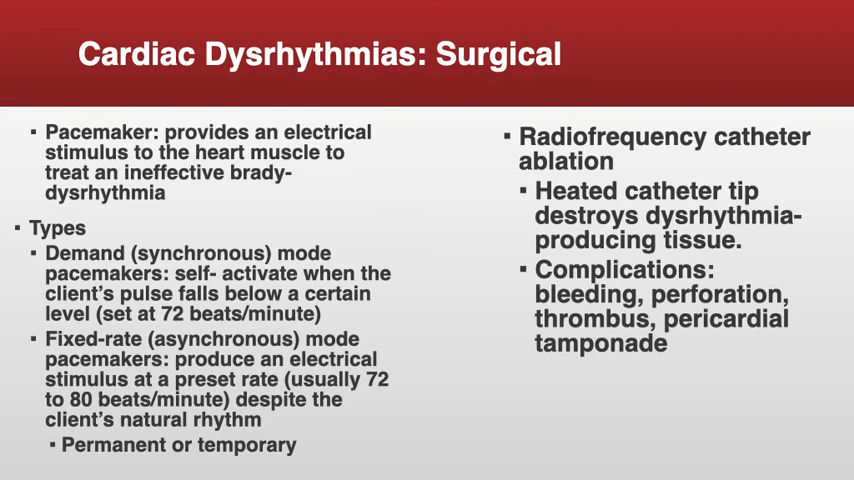 Cardiac Dysrhythmias: Surgical
▪ Pacemaker: provides an electrical
stimulus to the heart muscle to
treat an ineffective brady-
dysrhythmia
▪ Types
▪ Demand (synchronous) mode
pacemakers: self- activate when the
client’s pulse falls below a certain
level (set at 72 beats/minute)
▪ Fixed-rate (asynchronous) mode
pacemakers: produce an electrical
stimulus at a preset rate (usually 72
to 80 beats/minute) despite the
client’s natural rhythm
▪ Permanent or temporary
▪ Radiofrequency catheter
ablation
▪ Heated catheter tip
destroys dysrhythmia-
producing tissue.
▪ Complications:
bleeding, perforation,
thrombus, pericardial
tamponade